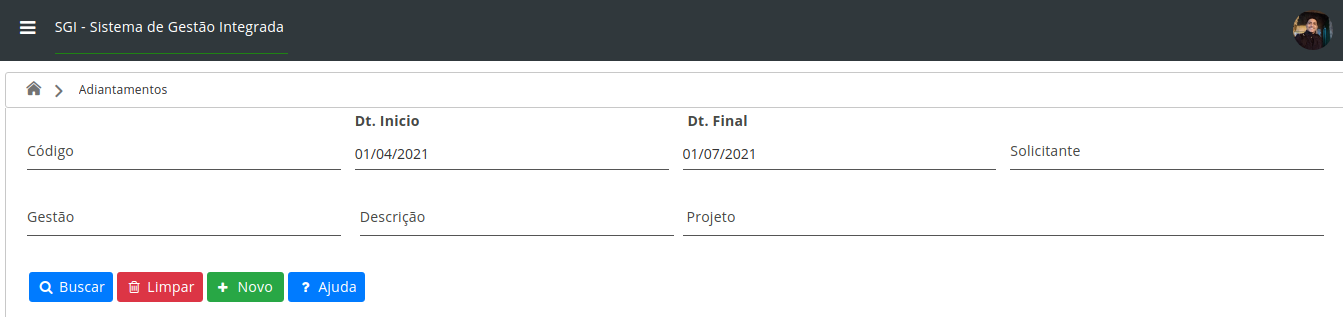 SGI - Sistema de Gestão Integrada
Adiantamentos
Dt. Inicio Dt. Final
Código 01/04/2021 01/07/2021 Solicitante
Gestão Descrição Projeto
Buscar Limpar Novo ? Ajuda